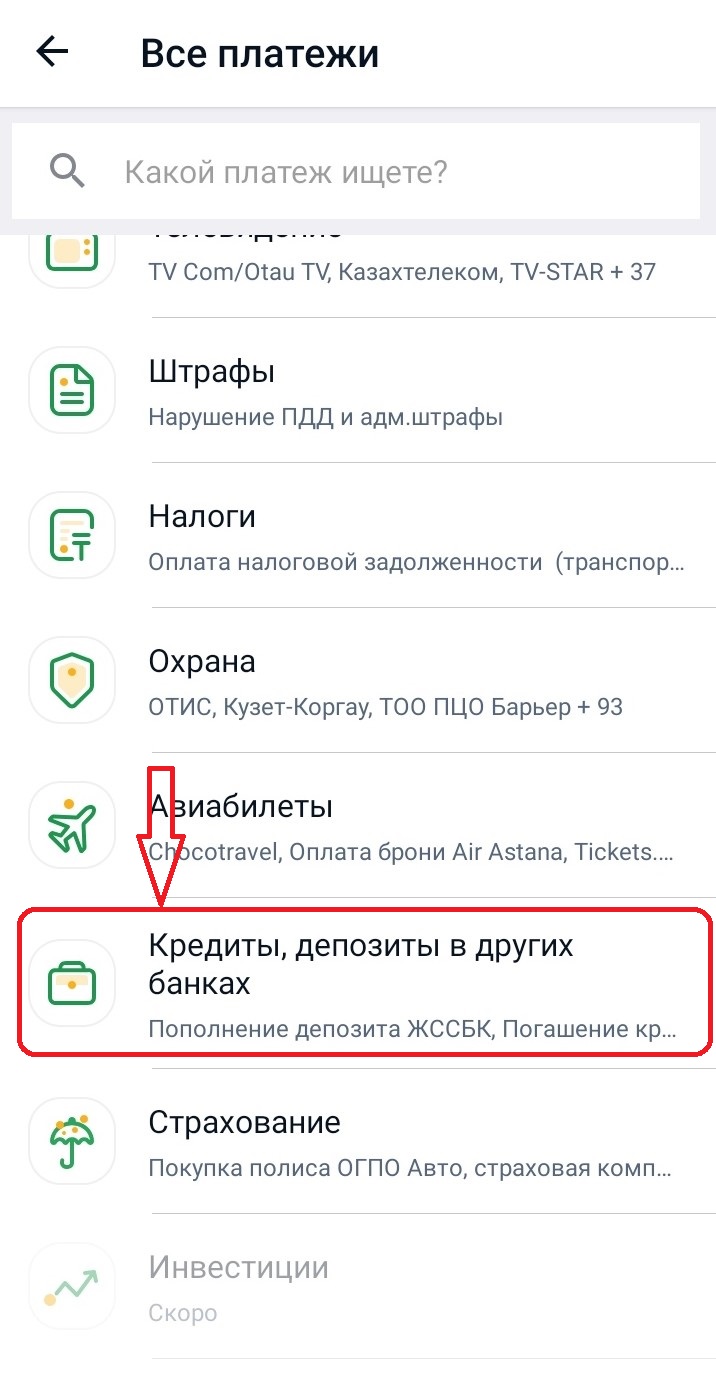 Все платежи
Какой платеж ищете?
Телевидение
TV Com/Otau TV, Казахтелеком, TV-STAR + 37
Штрафы
Нарушение ПДД и адм.штрафы
Налоги
Оплата налоговой задолженности (транспор...
Охрана
ОТИС, Кузет-Коргау, ТОО ПЦО Барьер + 93
Авиабилеты
Chocotravel, Оплата брони Air Astana, Tickets....
Кредиты, депозиты в других
банках
Пополнение депозита ЖССБК, Погашение кр...
Страхование
Покупка полиса ОГПО Авто, страховая комп...
Инвестиции
Скоро